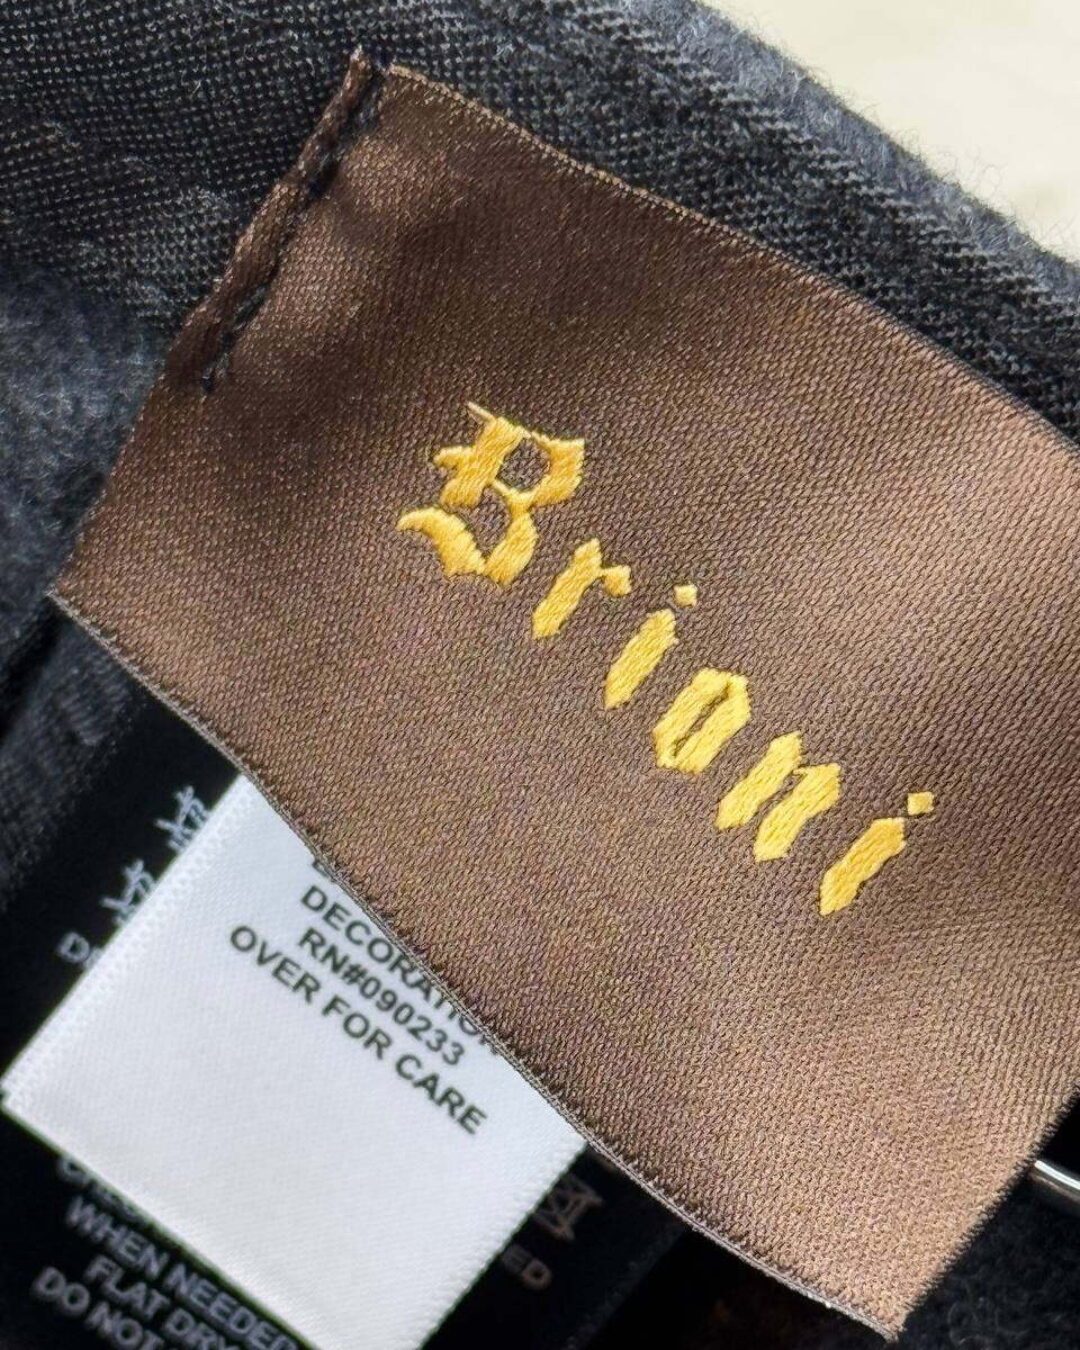 Brioni
DECORATION
RN#090233
OVER FOR CARE
WHEN NEEDED
FLAT DRY
DO NOT